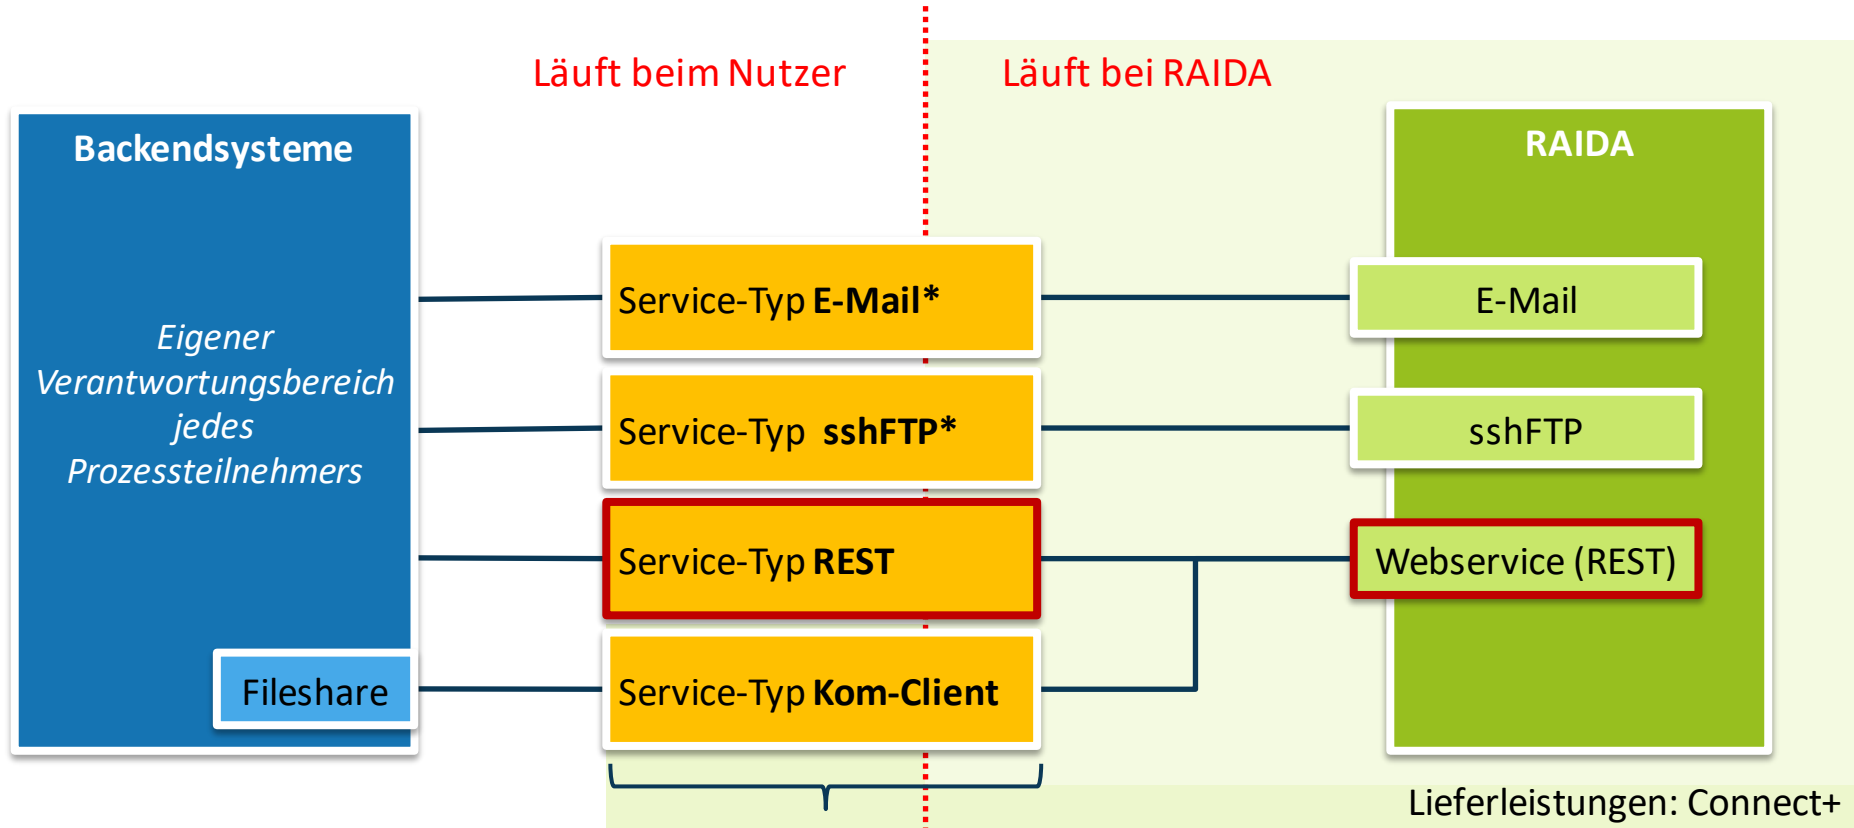 Läuft beim Nutzer
Läuft bei RAIDA
Backendsysteme
Eigener
Verantwortungsbereich
jedes
Prozessteilnehmers
Fileshare
Service-Typ E-Mail*
Service-Typ sshFTP*
Service-Typ REST
Service-Typ Kom-Client
RAIDA
E-Mail
sshFTP
Webservice (REST)
Lieferleistungen: Connect+